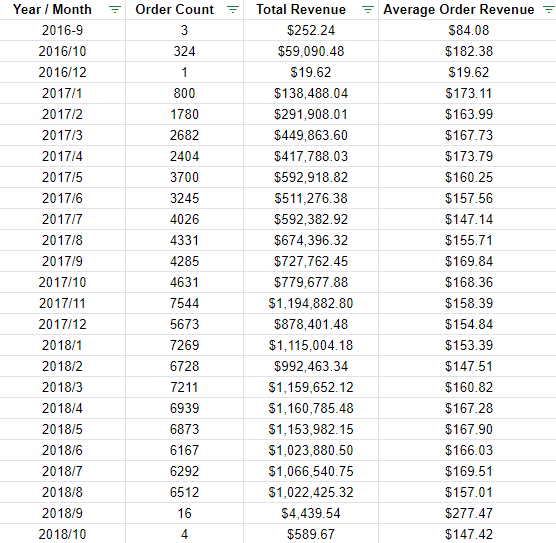 Year / Month Order Count Total Revenue Average Order Revenue
2016-9 3 $252.24 $84.08
2016/10 324 $59,090.48 $182.38
2016/12 1 $19.62 $19.62
2017/1 800 $138,488.04 $173.11
2017/2 1780 $291,908.01 $163.99
2017/3 2682 $449,863.60 $167.73
2017/4 2404 $417,788.03 $173.79
2017/5 3700 $592,918.82 $160.25
2017/6 3245 $511,276.38 $157.56
2017/7 4026 $592,382.92 $147.14
2017/8 4331 $674,396.32 $155.71
2017/9 4285 $727,762.45 $169.84
2017/10 4631 $779,677.88 $168.36
2017/11 7544 $1,194,882.80 $158.39
2017/12 5673 $878,401.48 $154.84
2018/1 7269 $1,115,004.18 $153.39
2018/2 6728 $992,463.34 $147.51
2018/3 7211 $1,159,652.12 $160.82
2018/4 6939 $1,160,785.48 $167.28
2018/5 6873 $1,153,982.15 $167.90
2018/6 6167 $1,023,880.50 $166.03
2018/7 6292 $1,066,540.75 $169.51
2018/8 6512 $1,022,425.32 $157.01
2018/9 16 $4,439.54 $277.47
2018/10 4 $589.67 $147.42